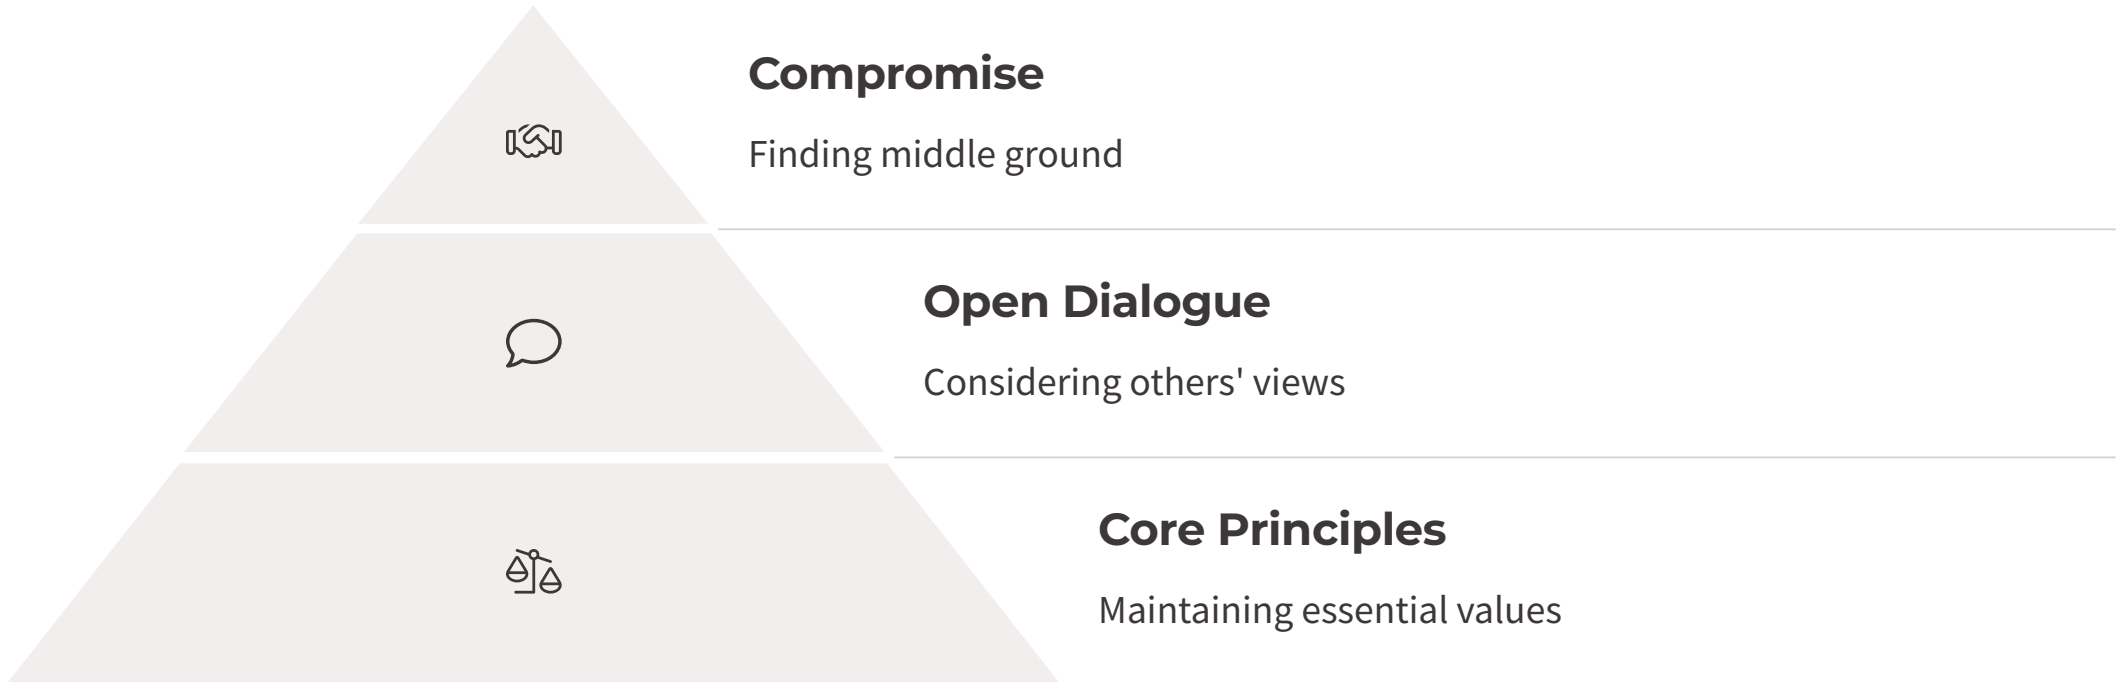 Compromise
Finding middle ground
Open Dialogue
Considering others' views
Core Principles
Maintaining essential values